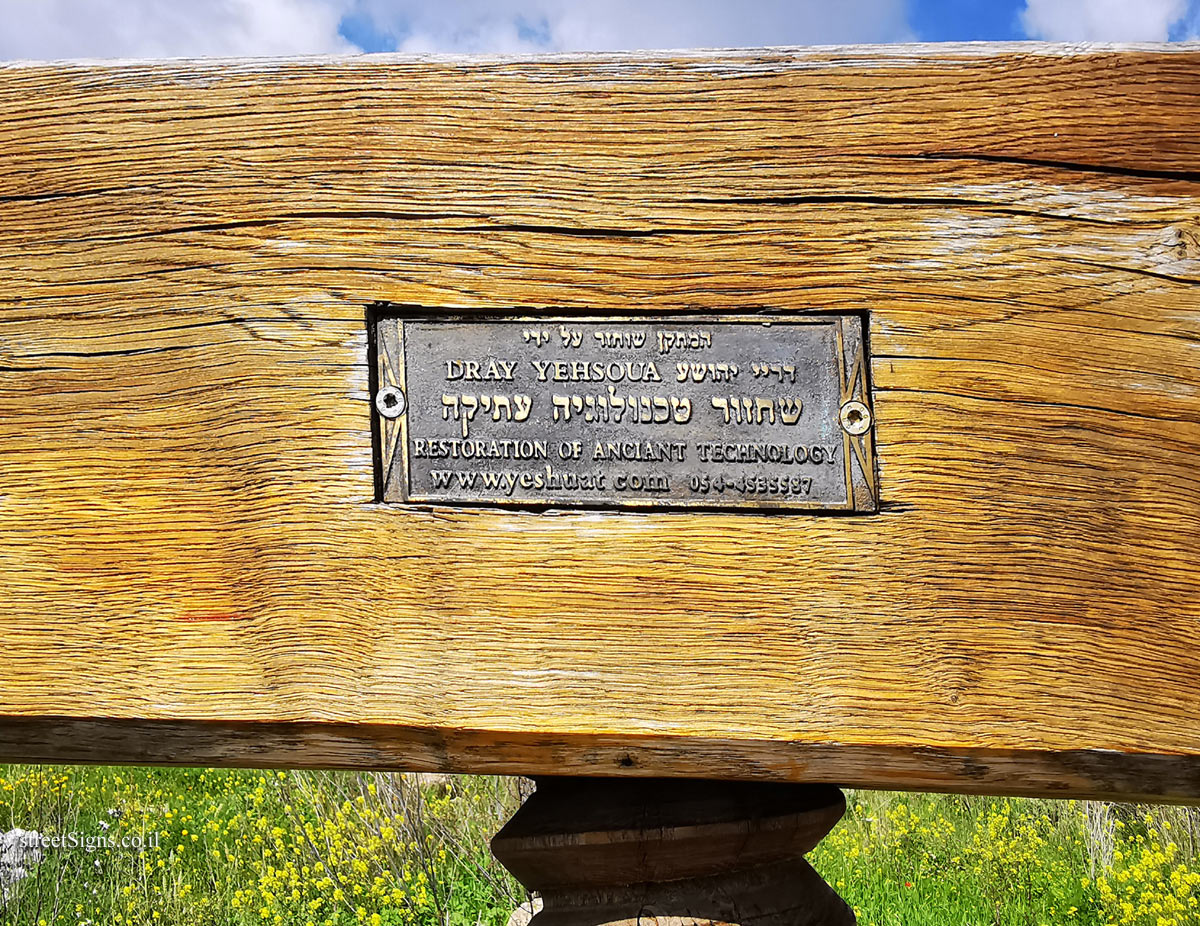 המתקן שוחזר על ידי
DRAY YEHSOUA דריי יהושע
שחזור טכנולוגיה עתיקה
RESTORATION OF ANCIANT TECHNOLOGY
www.yeshuat.com 054-4535587
streetSigns.co.il